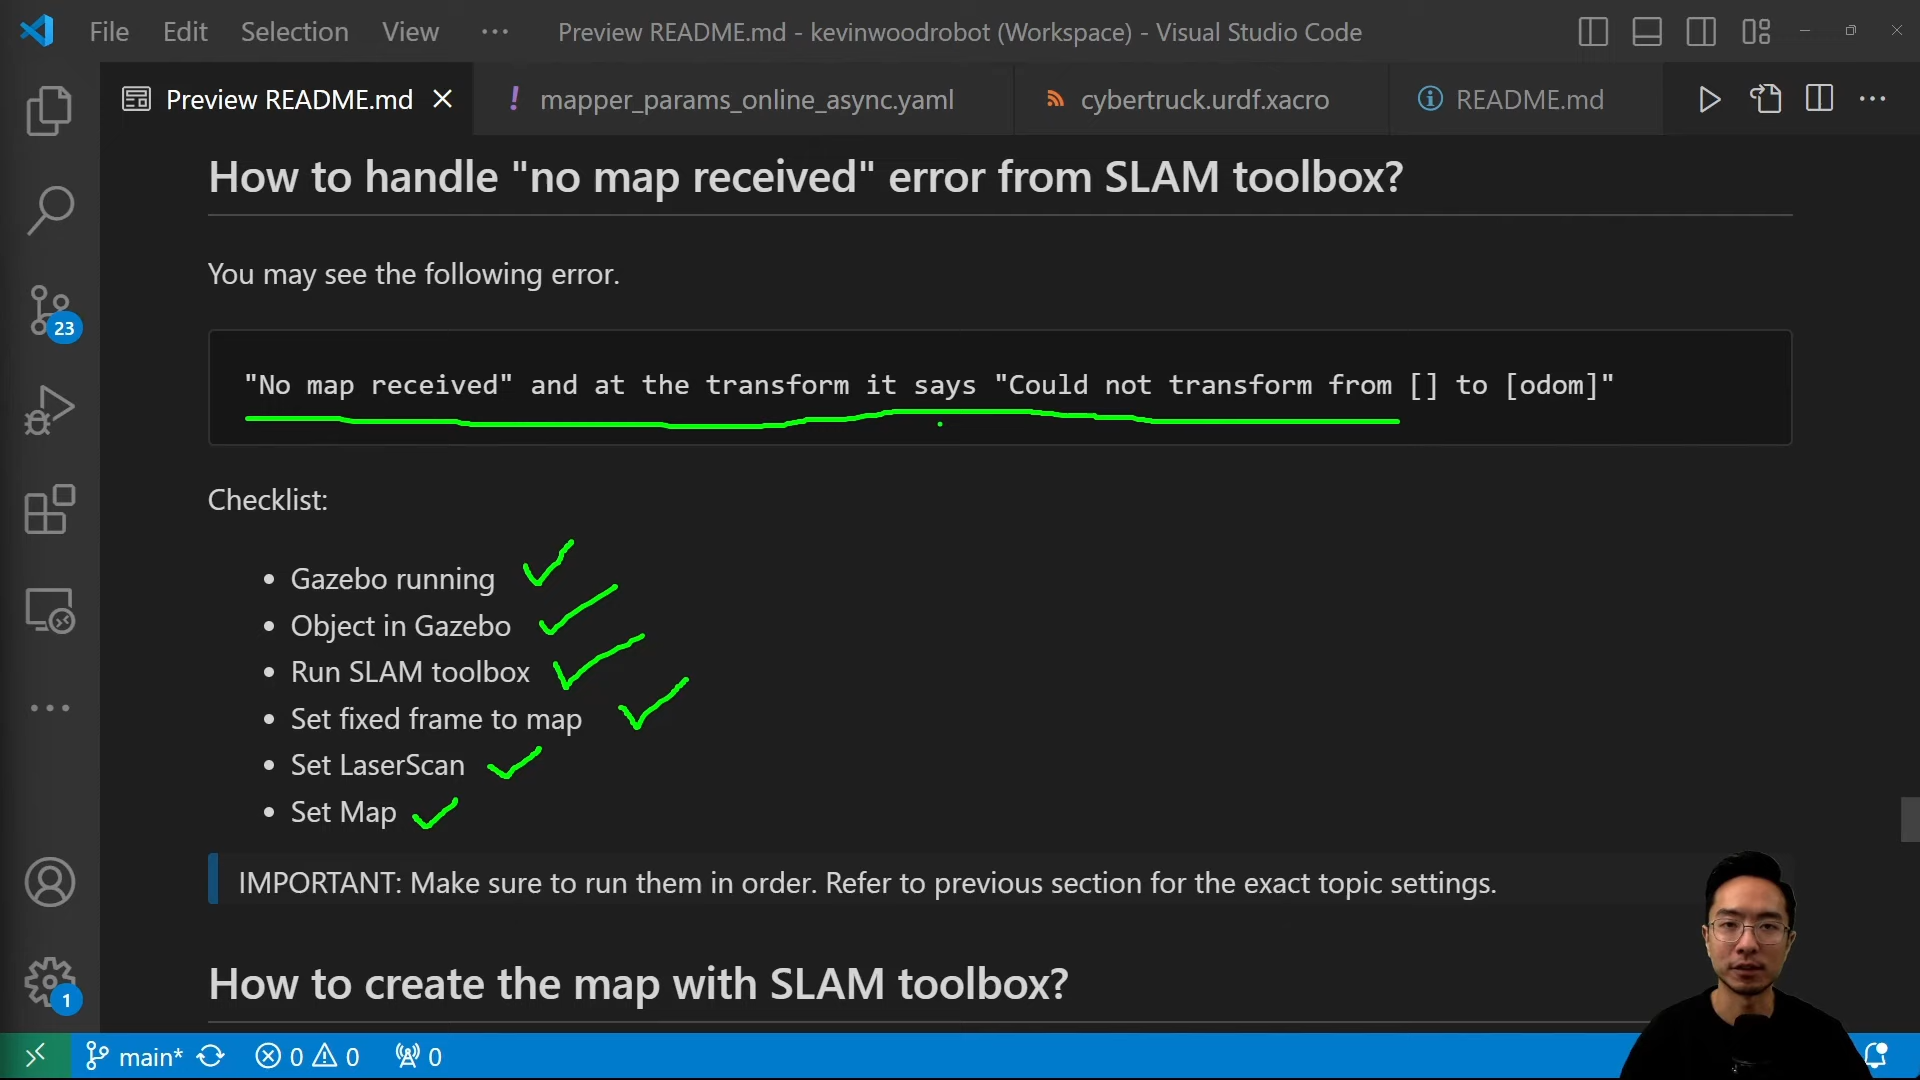 File Edit Selection View ··· Preview README.md - kevinwoodrobot (Workspace) - Visual Studio Code
Preview README.md ! mapper_params_online_async.yaml cybertruck.urdf.xacro README.md
How to handle "no map received" error from SLAM toolbox?
You may see the following error.
"No map received" and at the transform it says "Could not transform from [] to [odom]"
Checklist:
• Gazebo running
• Object in Gazebo
• Run SLAM toolbox
• Set fixed frame to map
• Set LaserScan
• Set Map
IMPORTANT: Make sure to run them in order. Refer to previous section for the exact topic settings.
How to create the map with SLAM toolbox?
23
1
main* 0 0 0